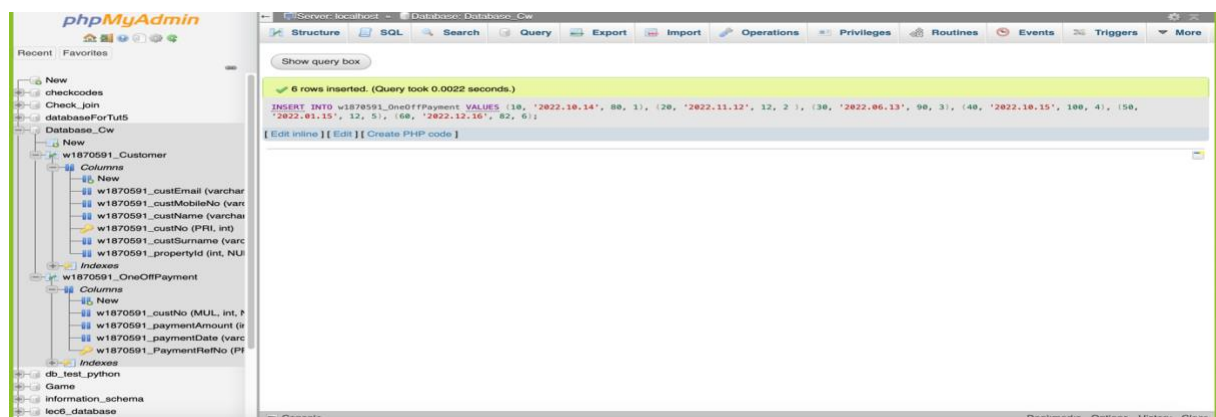 phpMyAdmin
Recent Favorites
New
checkcodes
Check_join
databaseForTut5
Database_Cw
New
w1870591_Customer
Columns
New
w1870591_custEmail (varchar
w1870591_custMobileNo (varc
w1870591_custName (varchar
w1870591_custNo (PRI, int)
w1870591_custSurname (varc
w1870591_propertyId (int, NU
Indexes
w1870591_OneOffPayment
Columns
New
w1870591_custNo (MUL, int,
w1870591_paymentAmount (i
w1870591_paymentDate (varc
w1870591_PaymentRefNo (P
Indexes
db_test_python
Game
information_schema
lec6_database
Server: localhost » Database: Database_Cw
Structure SQL Search Query Export Import Operations Privileges Routines Events Triggers More
Show query box
6 rows inserted. (Query took 0.0022 seconds.)
INSERT INTO w1870591_OneOffPayment VALUES (10, '2022.10.14', 80, 1), (20, '2022.11.12', 12, 2 ), (30, '2022.06.13', 90, 3), (40, '2022.10.15', 100, 4), (50,
'2022.01.15', 12, 5), (60, '2022.12.16', 82, 6);
[ Edit inline ] [ Edit ] [ Create PHP code ]
Console Bookmarks Options History Clear